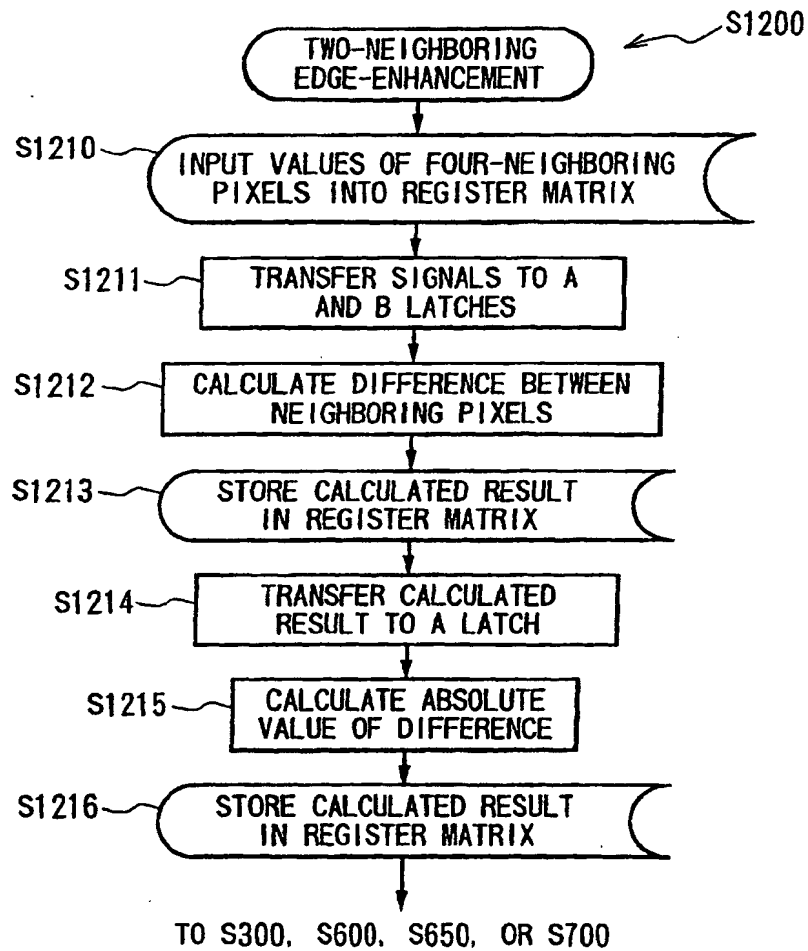 S1200
TWO-NEIGHBORING
EDGE-ENHANCEMENT
S1210
INPUT VALUES OF FOUR-NEIGHBORING
PIXELS INTO REGISTER MATRIX
S1211
TRANSFER SIGNALS TO A
AND B LATCHES
S1212
CALCULATE DIFFERENCE BETWEEN
NEIGHBORING PIXELS
S1213
STORE CALCULATED RESULT
IN REGISTER MATRIX
S1214
TRANSFER CALCULATED
RESULT TO A LATCH
S1215
CALCULATE ABSOLUTE
VALUE OF DIFFERENCE
S1216
STORE CALCULATED RESULT
IN REGISTER MATRIX
TO S300, S600, S650, OR S700